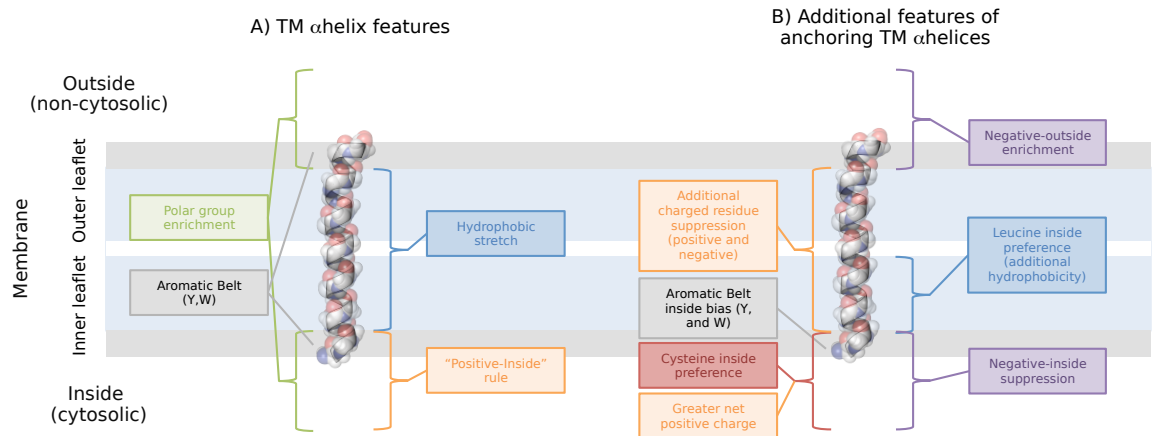 A) TM αhelix features
B) Additional features of
anchoring TM αhelices
Outside
(non-cytosolic)
Membrane
Outer leaflet
Inner leaflet
Inside
(cytosolic)
Polar group
enrichment
Aromatic Belt
(Y,W)
Hydrophobic
stretch
“Positive-Inside”
rule
Additional
charged residue
suppression
(positive and
negative)
Aromatic Belt
inside bias (Y,
and W)
Cysteine inside
preference
Greater net
positive charge
Negative-outside
enrichment
Leucine inside
preference
(additional
hydrophobicity)
Negative-inside
suppression